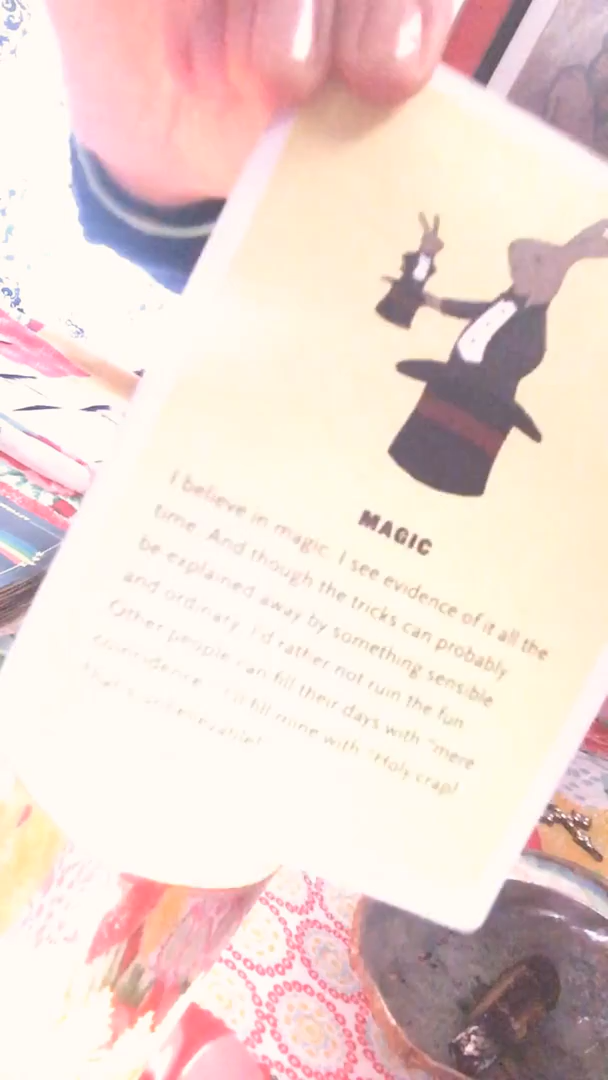 MAGIC
I believe in magic. I see evidence of it all the
time. And though the tricks can probably
be explained away by something sensible
and ordinary, I'd rather not ruin the fun.
Other people can fill their days with "mere
coincidence." I'll fill mine with "Holy crap!
That's unbelievable!"